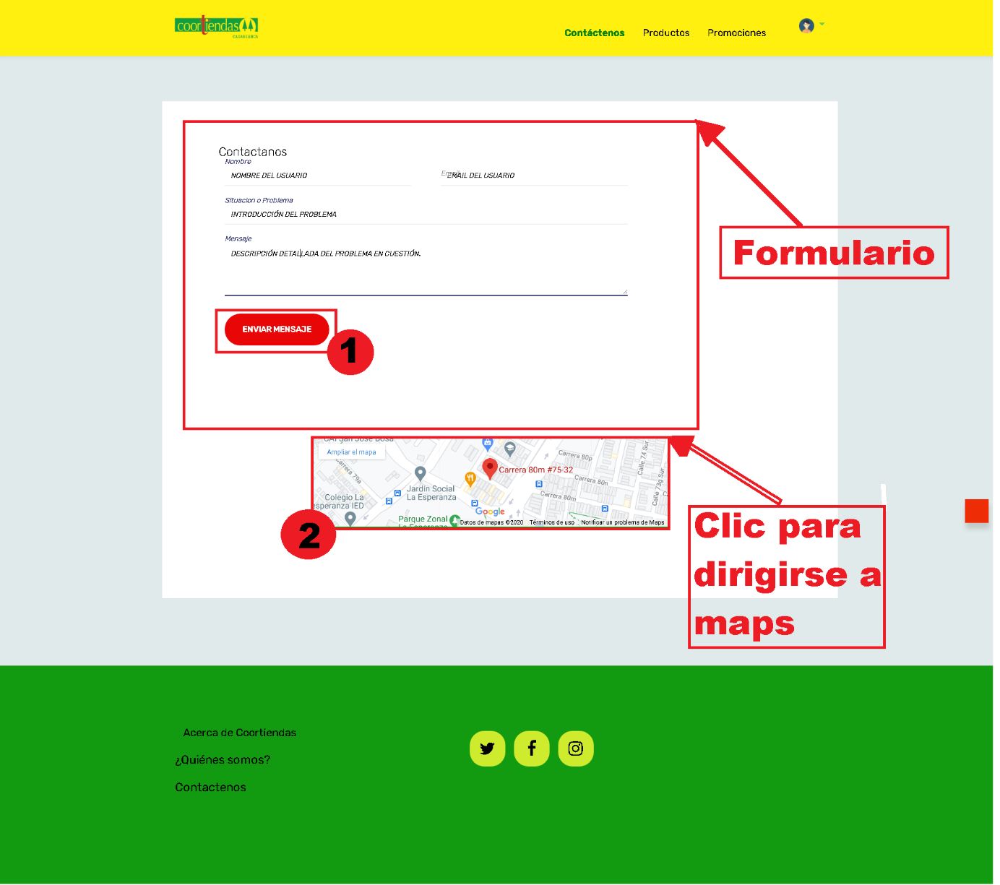 coortiendas
CASABLANCA
Contáctenos Productos Promociones
Contactanos
Nombre
NOMBRE DEL USUARIO
Email
EMAIL DEL USUARIO
Situacion o Problema
INTRODUCCIÓN DEL PROBLEMA
Mensaje
DESCRIPCIÓN DETALLADA DEL PROBLEMA EN CUESTIÓN.
ENVIAR MENSAJE
1
Formulario
CAI San José Bosa
Ampliar el mapa
Carrera 79a
Carrera 80p
Calle 74 Sur
Carrera 80m #75-32
Carrera 80n
Jardín Social
La Esperanza
Carrera 80m
Calle 73g Sur
Colegio La
esperanza IED
Google
Parque Zonal
La Esperanza
Datos de mapas ©2020 Términos de uso Notificar un problema de Maps
2
Clic para
dirigirse a
maps
Acerca de Coortiendas
¿Quiénes somos?
Contactenos